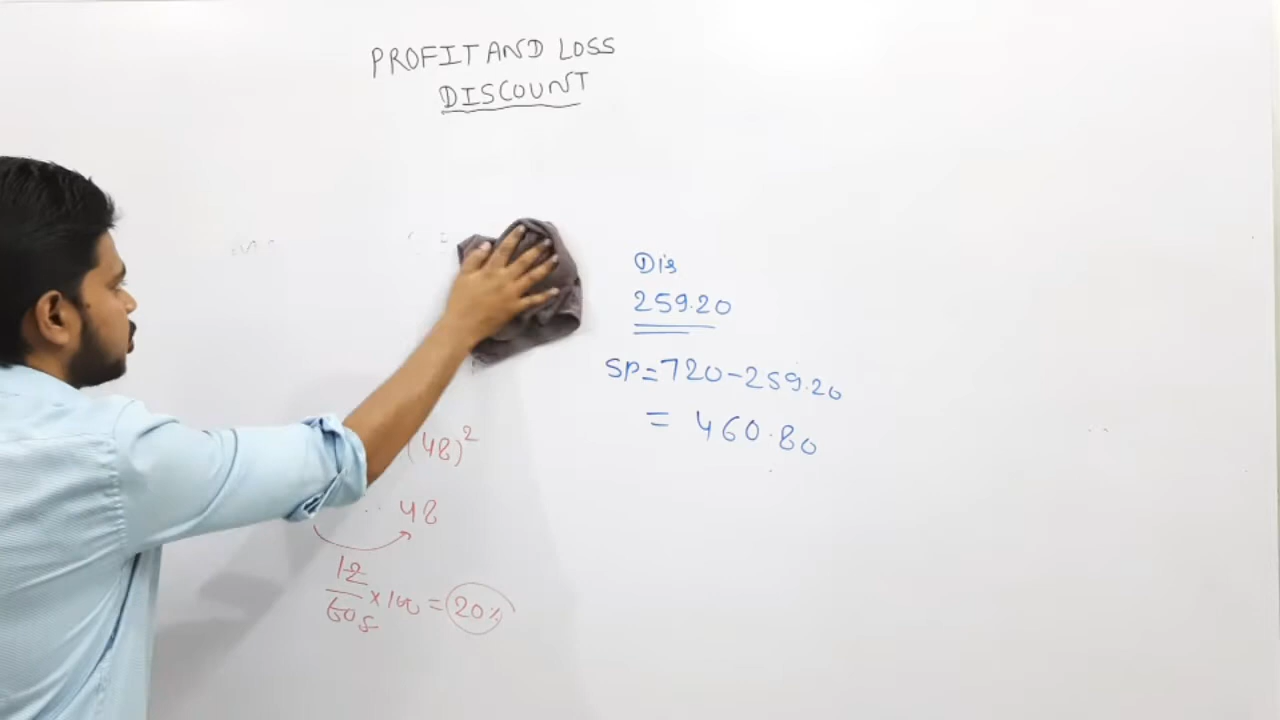 PROFIT AND LOSS
DISCOUNT
Dis
259.20
SP=720-259.20
= 460.80
(48)²
48
12
60 5 ×100 = 20%